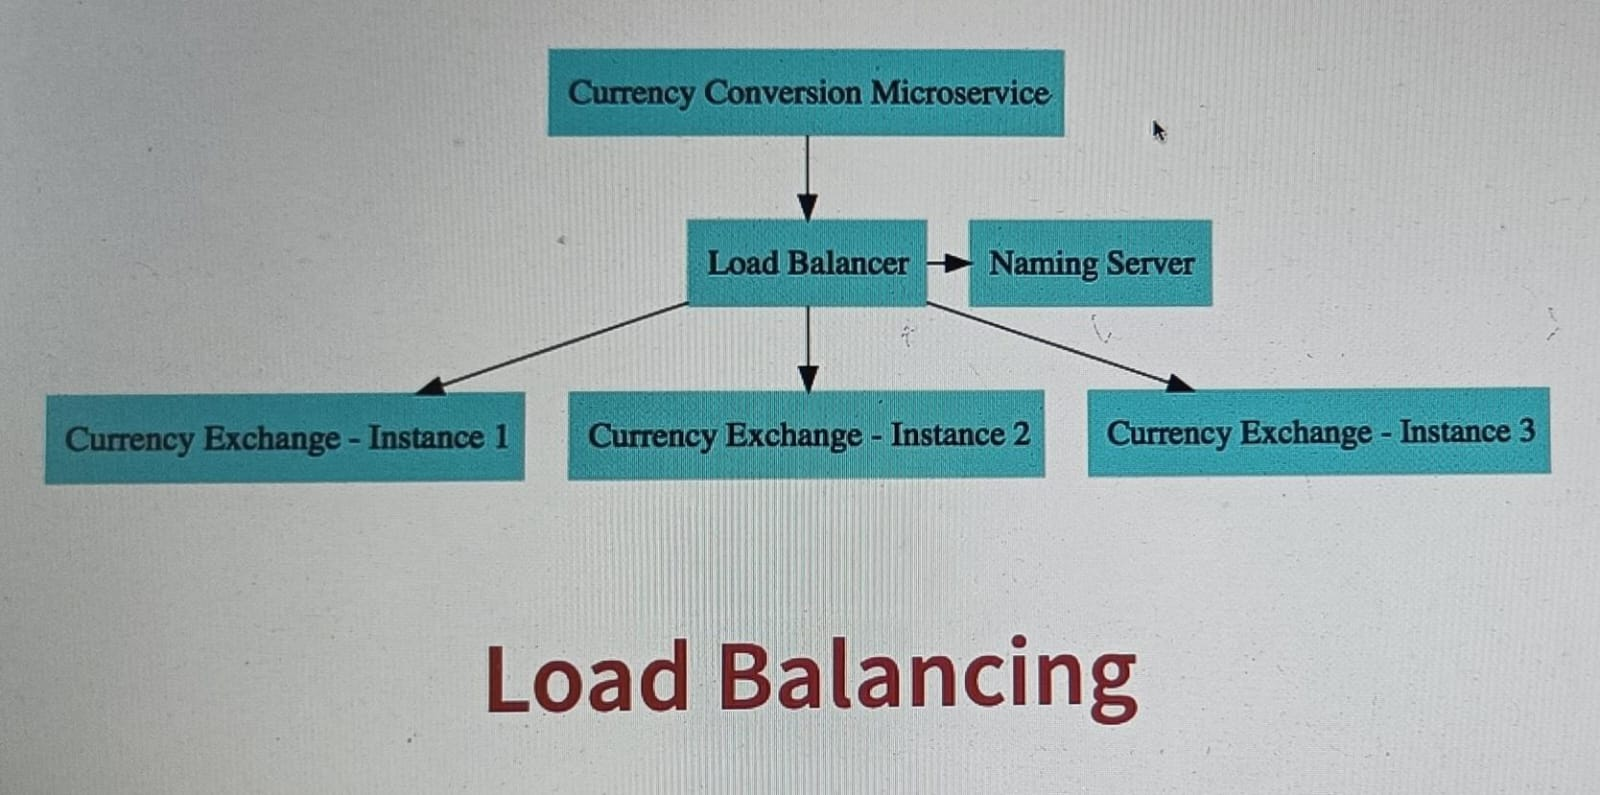 Currency Conversion Microservice
Load Balancer
Naming Server
Currency Exchange - Instance 1
Currency Exchange - Instance 2
Currency Exchange - Instance 3
Load Balancing